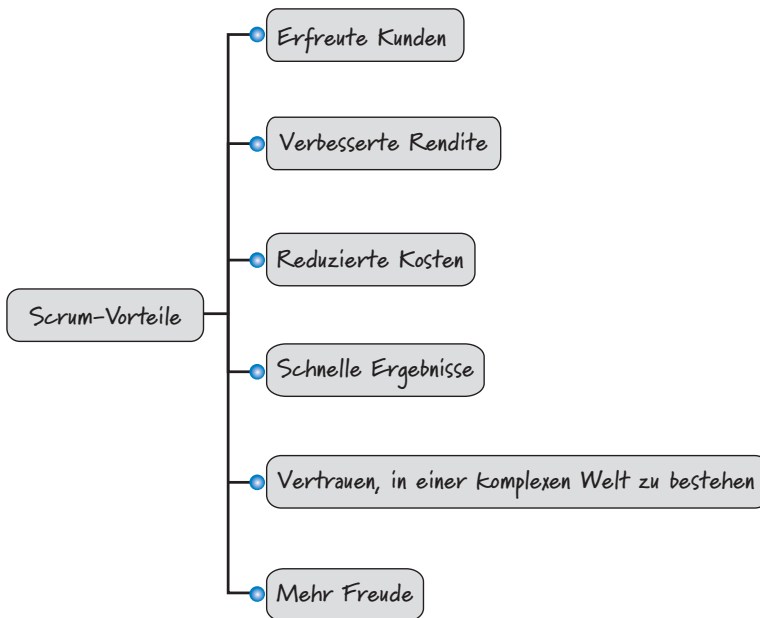 Erfreute Kunden
Verbesserte Rendite
Reduzierte Kosten
Scrum-Vorteile
Schnelle Ergebnisse
Vertrauen, in einer komplexen Welt zu bestehen
Mehr Freude